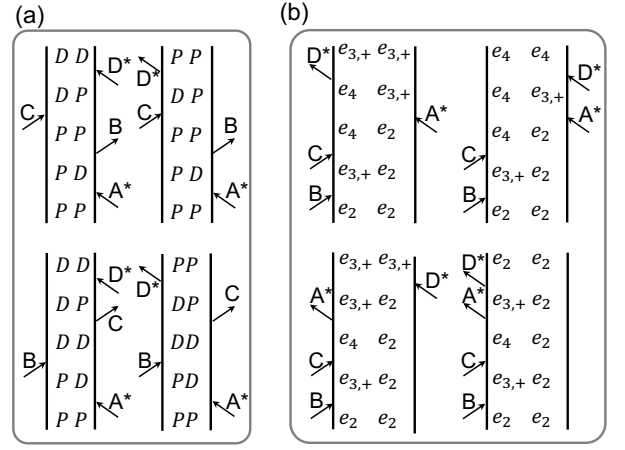 (a)
D D
D*
D P
C
P P
B
P D
A*
P P
P P
D*
D P
C
P P
B
P D
A*
P P
D D
D*
D P
C
D D
B
P D
A*
P P
PP
D*
DP
C
DD
B
PD
A*
PP
(b)
D*
e3,+ e3,+
e4 e3,+
A*
e4 e2
C
e3,+ e2
B
e2 e2
e4 e4
D*
e4 e3,+
A*
e4 e2
C
e3,+ e2
B
e2 e2
e3,+ e3,+
D*
A*
e3,+ e2
e4 e2
C
e3,+ e2
B
e2 e2
D*
e2 e2
A*
e3,+ e2
e4 e2
C
e3,+ e2
B
e2 e2